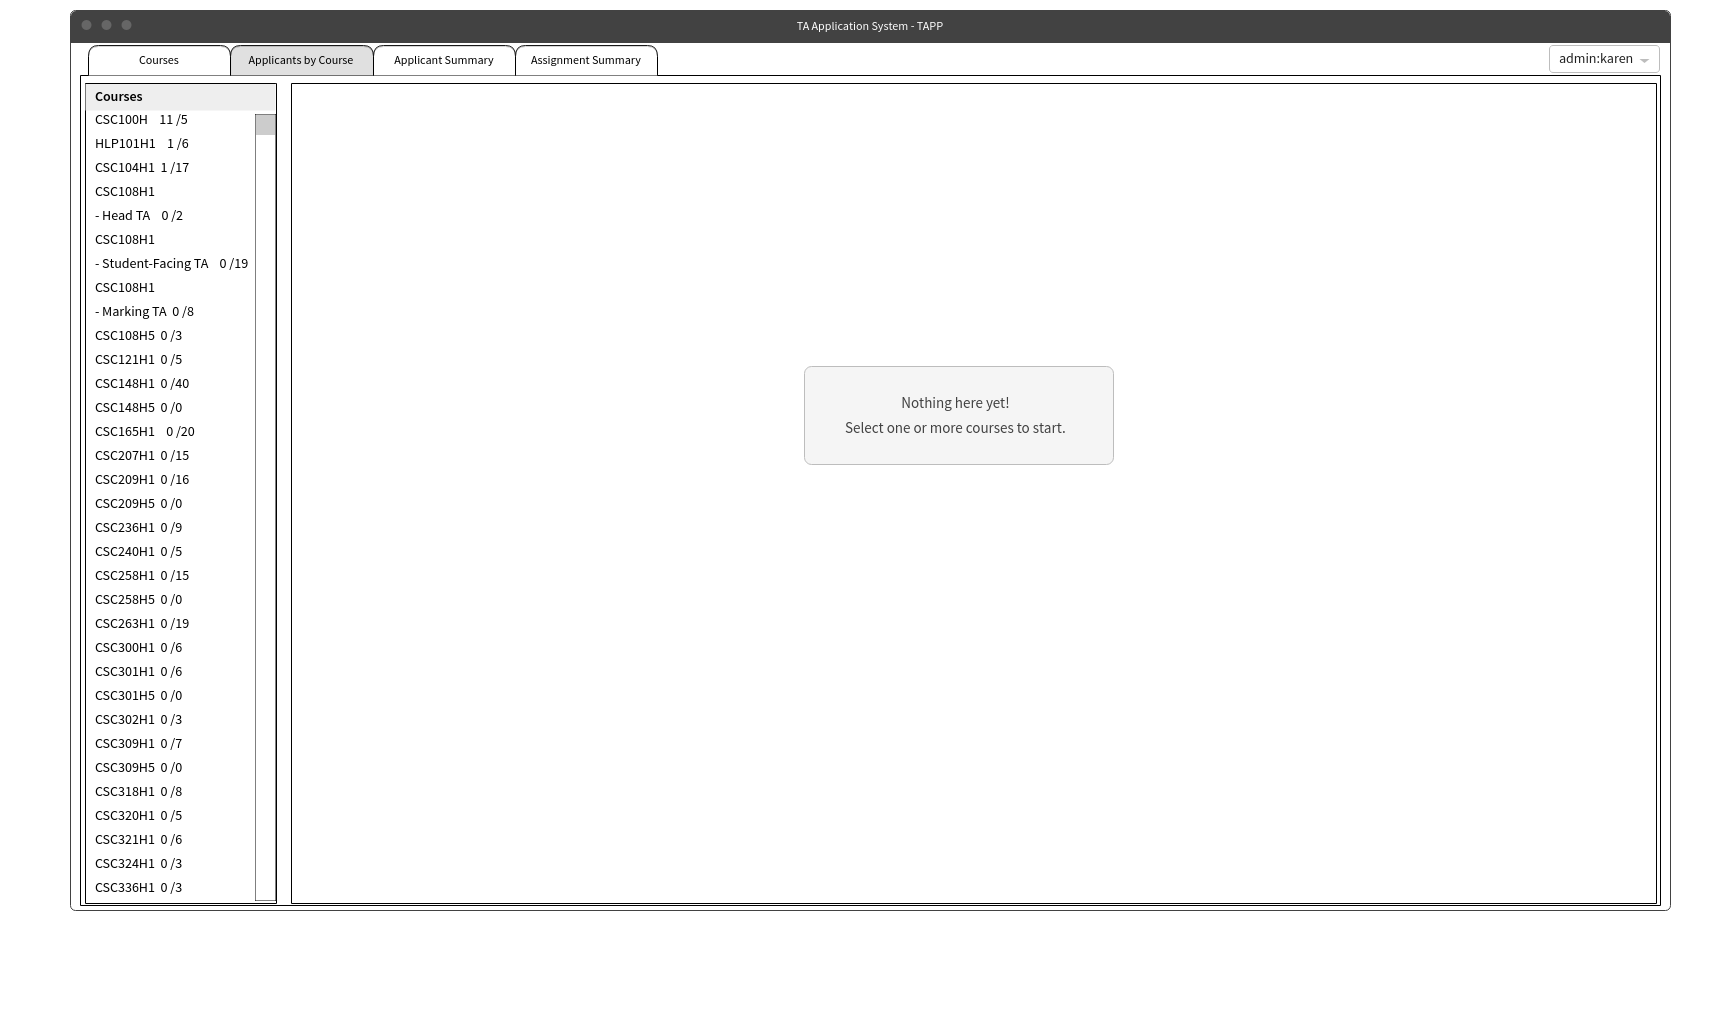 TA Application System - TAPP
Courses
Applicants by Course
Applicant Summary
Assignment Summary
admin:karen
Courses
CSC100H 11 /5
HLP101H1 1 /6
CSC104H1 1 /17
CSC108H1
- Head TA 0 /2
CSC108H1
- Student-Facing TA 0 /19
CSC108H1
- Marking TA 0 /8
CSC108H5 0 /3
CSC121H1 0 /5
CSC148H1 0 /40
CSC148H5 0 /0
CSC165H1 0 /20
CSC207H1 0 /15
CSC209H1 0 /16
CSC209H5 0 /0
CSC236H1 0 /9
CSC240H1 0 /5
CSC258H1 0 /15
CSC258H5 0 /0
CSC263H1 0 /19
CSC300H1 0 /6
CSC301H1 0 /6
CSC301H5 0 /0
CSC302H1 0 /3
CSC309H1 0 /7
CSC309H5 0 /0
CSC318H1 0 /8
CSC320H1 0 /5
CSC321H1 0 /6
CSC324H1 0 /3
CSC336H1 0 /3
Nothing here yet!
Select one or more courses to start.